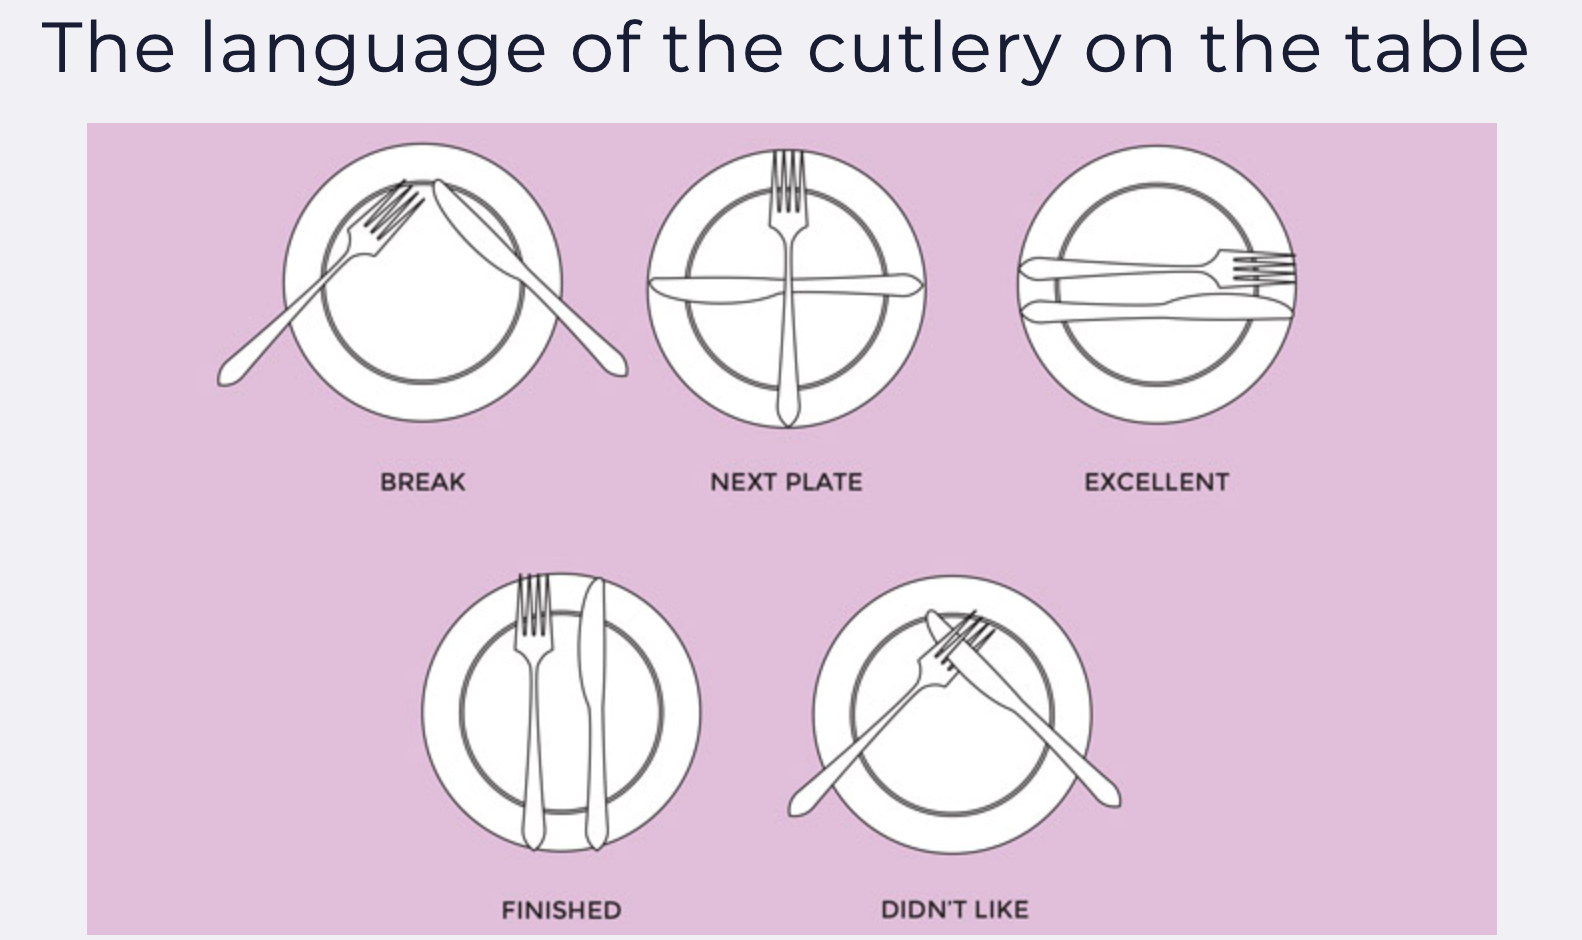 The language of the cutlery on the table
BREAK
NEXT PLATE
EXCELLENT
FINISHED
DIDN'T LIKE